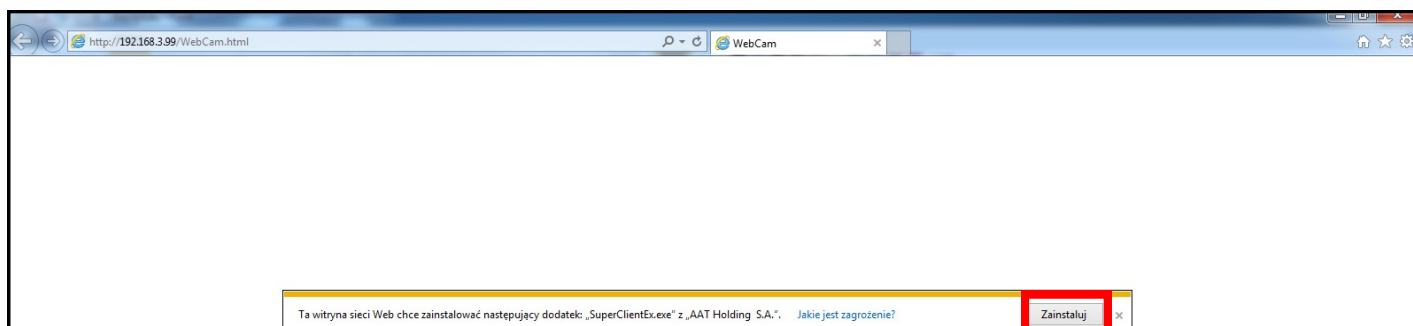 http://192.168.3.99/WebCam.html
WebCam
Ta witryna sieci Web chce zainstalować następujący dodatek: „SuperClientEx.exe” z „AAT Holding S.A.”. Jakie jest zagrożenie? Zainstaluj